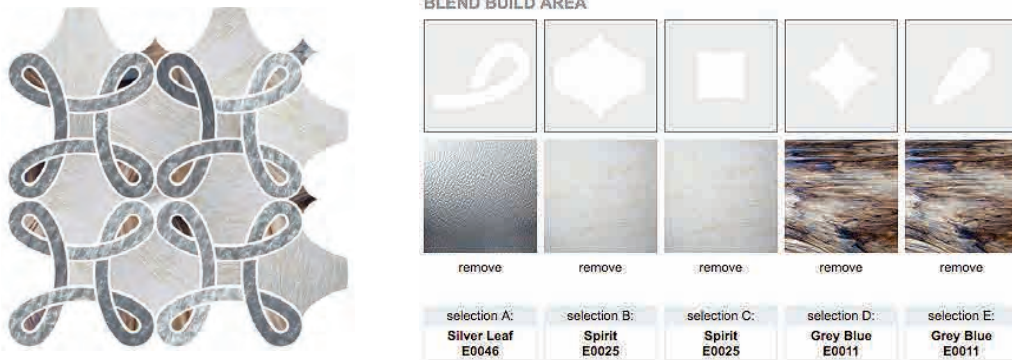 BLEND BUILD AREA
remove remove remove remove remove
selection A: selection B: selection C: selection D: selection E:
Silver Leaf Spirit Spirit Grey Blue Grey Blue
E0046 E0025 E0025 E0011 E0011